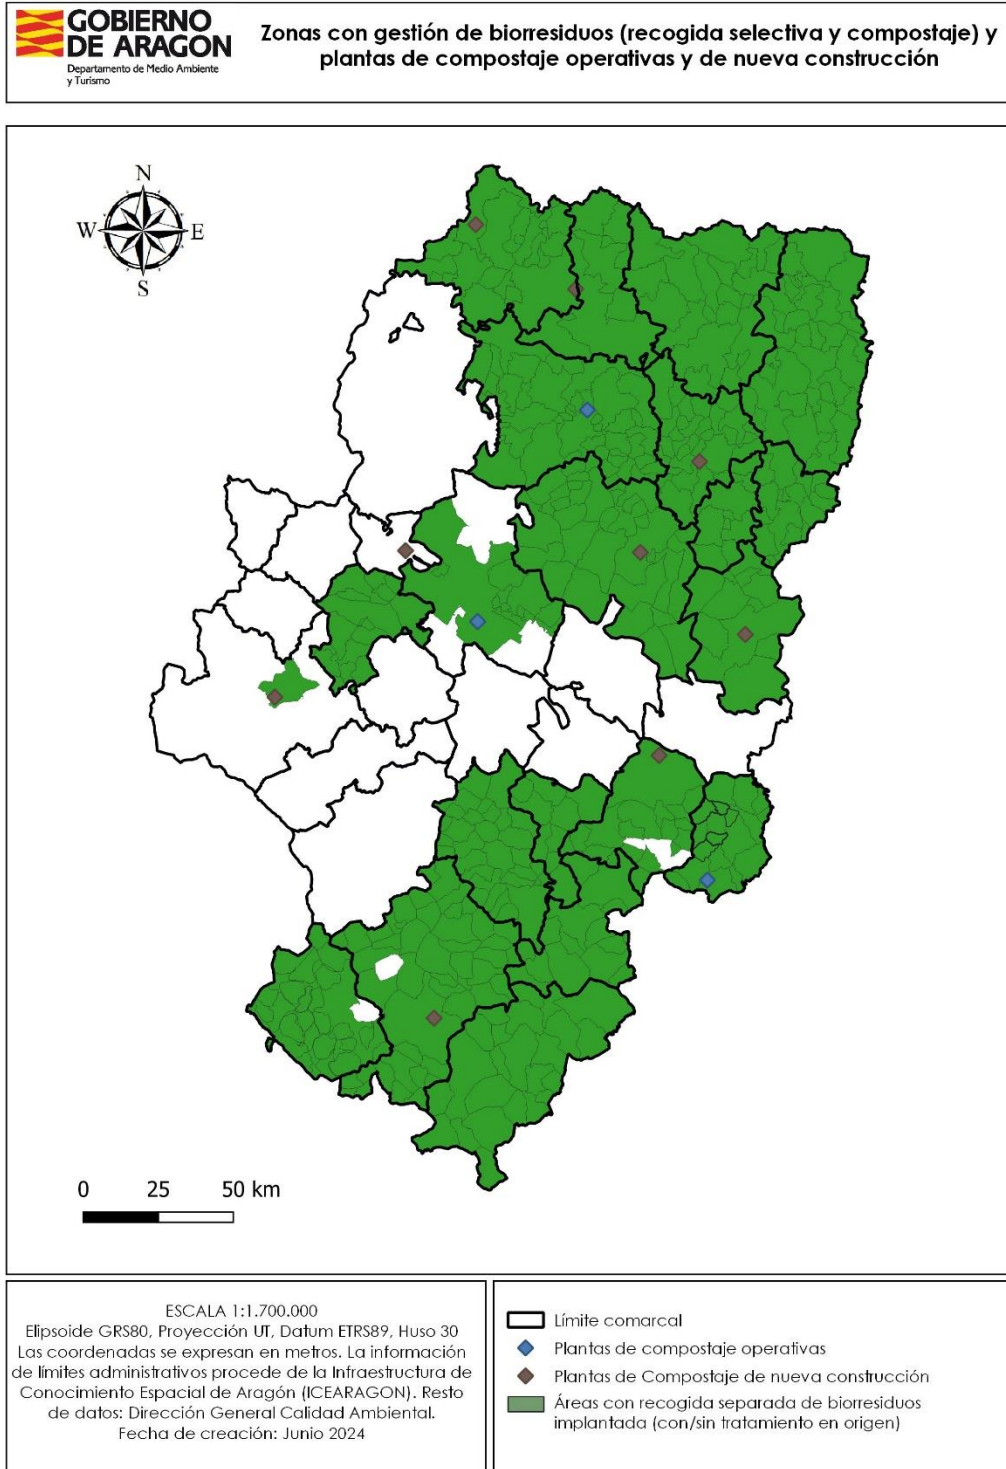 GOBIERNO
DE ARAGON
Departamento de Medio Ambiente
y Turismo
Zonas con gestión de biorresiduos (recogida selectiva y compostaje) y
plantas de compostaje operativas y de nueva construcción
N
W
E
S
0 25 50 km
ESCALA 1:1.700.000
Elipsoide GRS80, Proyección UT, Datum ETRS89, Huso 30
Las coordenadas se expresan en metros. La información
de límites administrativos procede de la Infraestructura de
Conocimiento Espacial de Aragón (ICEARAGON). Resto
de datos: Dirección General Calidad Ambiental.
Fecha de creación: Junio 2024
Límite comarcal
Plantas de compostaje operativas
Plantas de Compostaje de nueva construcción
Áreas con recogida separada de biorresiduos
implantada (con/sin tratamiento en origen)